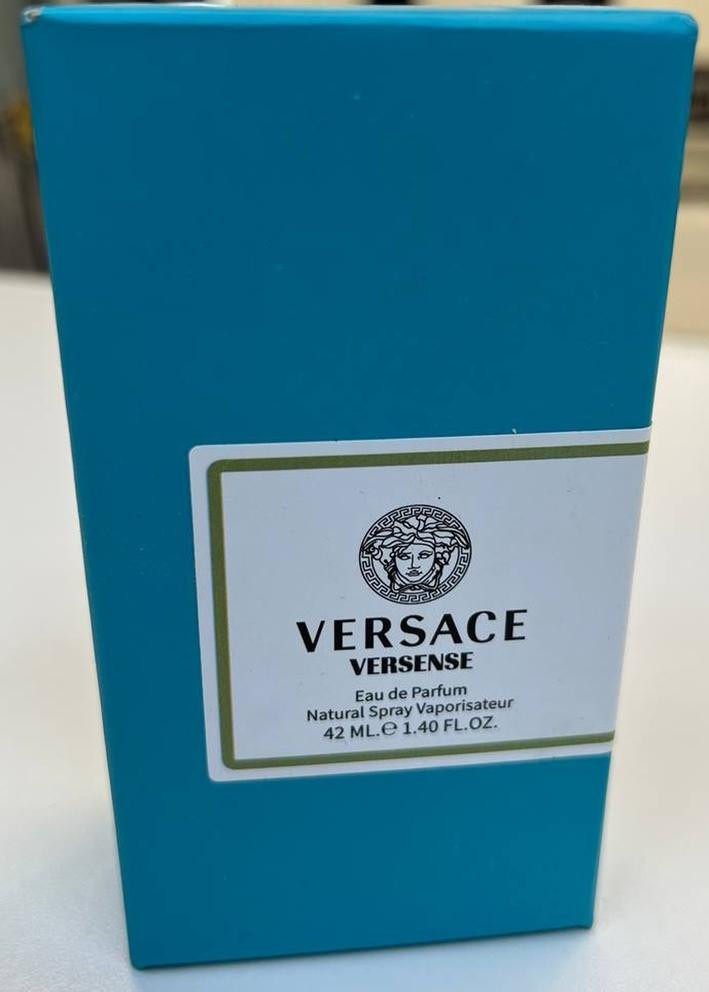 VERSACE
VERSENSE
Eau de Parfum
Natural Spray Vaporisateur
42 ML.℮ 1.40 FL.OZ.